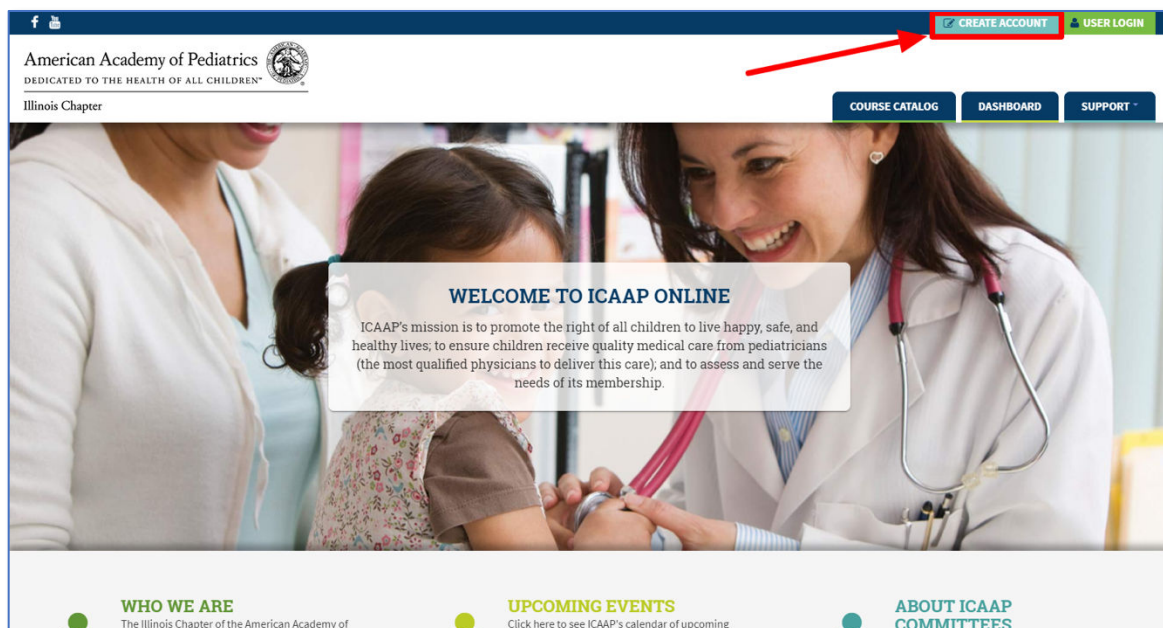 CREATE ACCOUNT
USER LOGIN
American Academy of Pediatrics
DEDICATED TO THE HEALTH OF ALL CHILDREN™
Illinois Chapter
COURSE CATALOG
DASHBOARD
SUPPORT
WELCOME TO ICAAP ONLINE
ICAAP's mission is to promote the right of all children to live happy, safe, and
healthy lives; to ensure children receive quality medical care from pediatricians
(the most qualified physicians to deliver this care); and to assess and serve the
needs of its membership.
WHO WE ARE
The Illinois Chapter of the American Academy of
UPCOMING EVENTS
Click here to see ICAAP's calendar of upcoming
ABOUT ICAAP
COMMITTEES